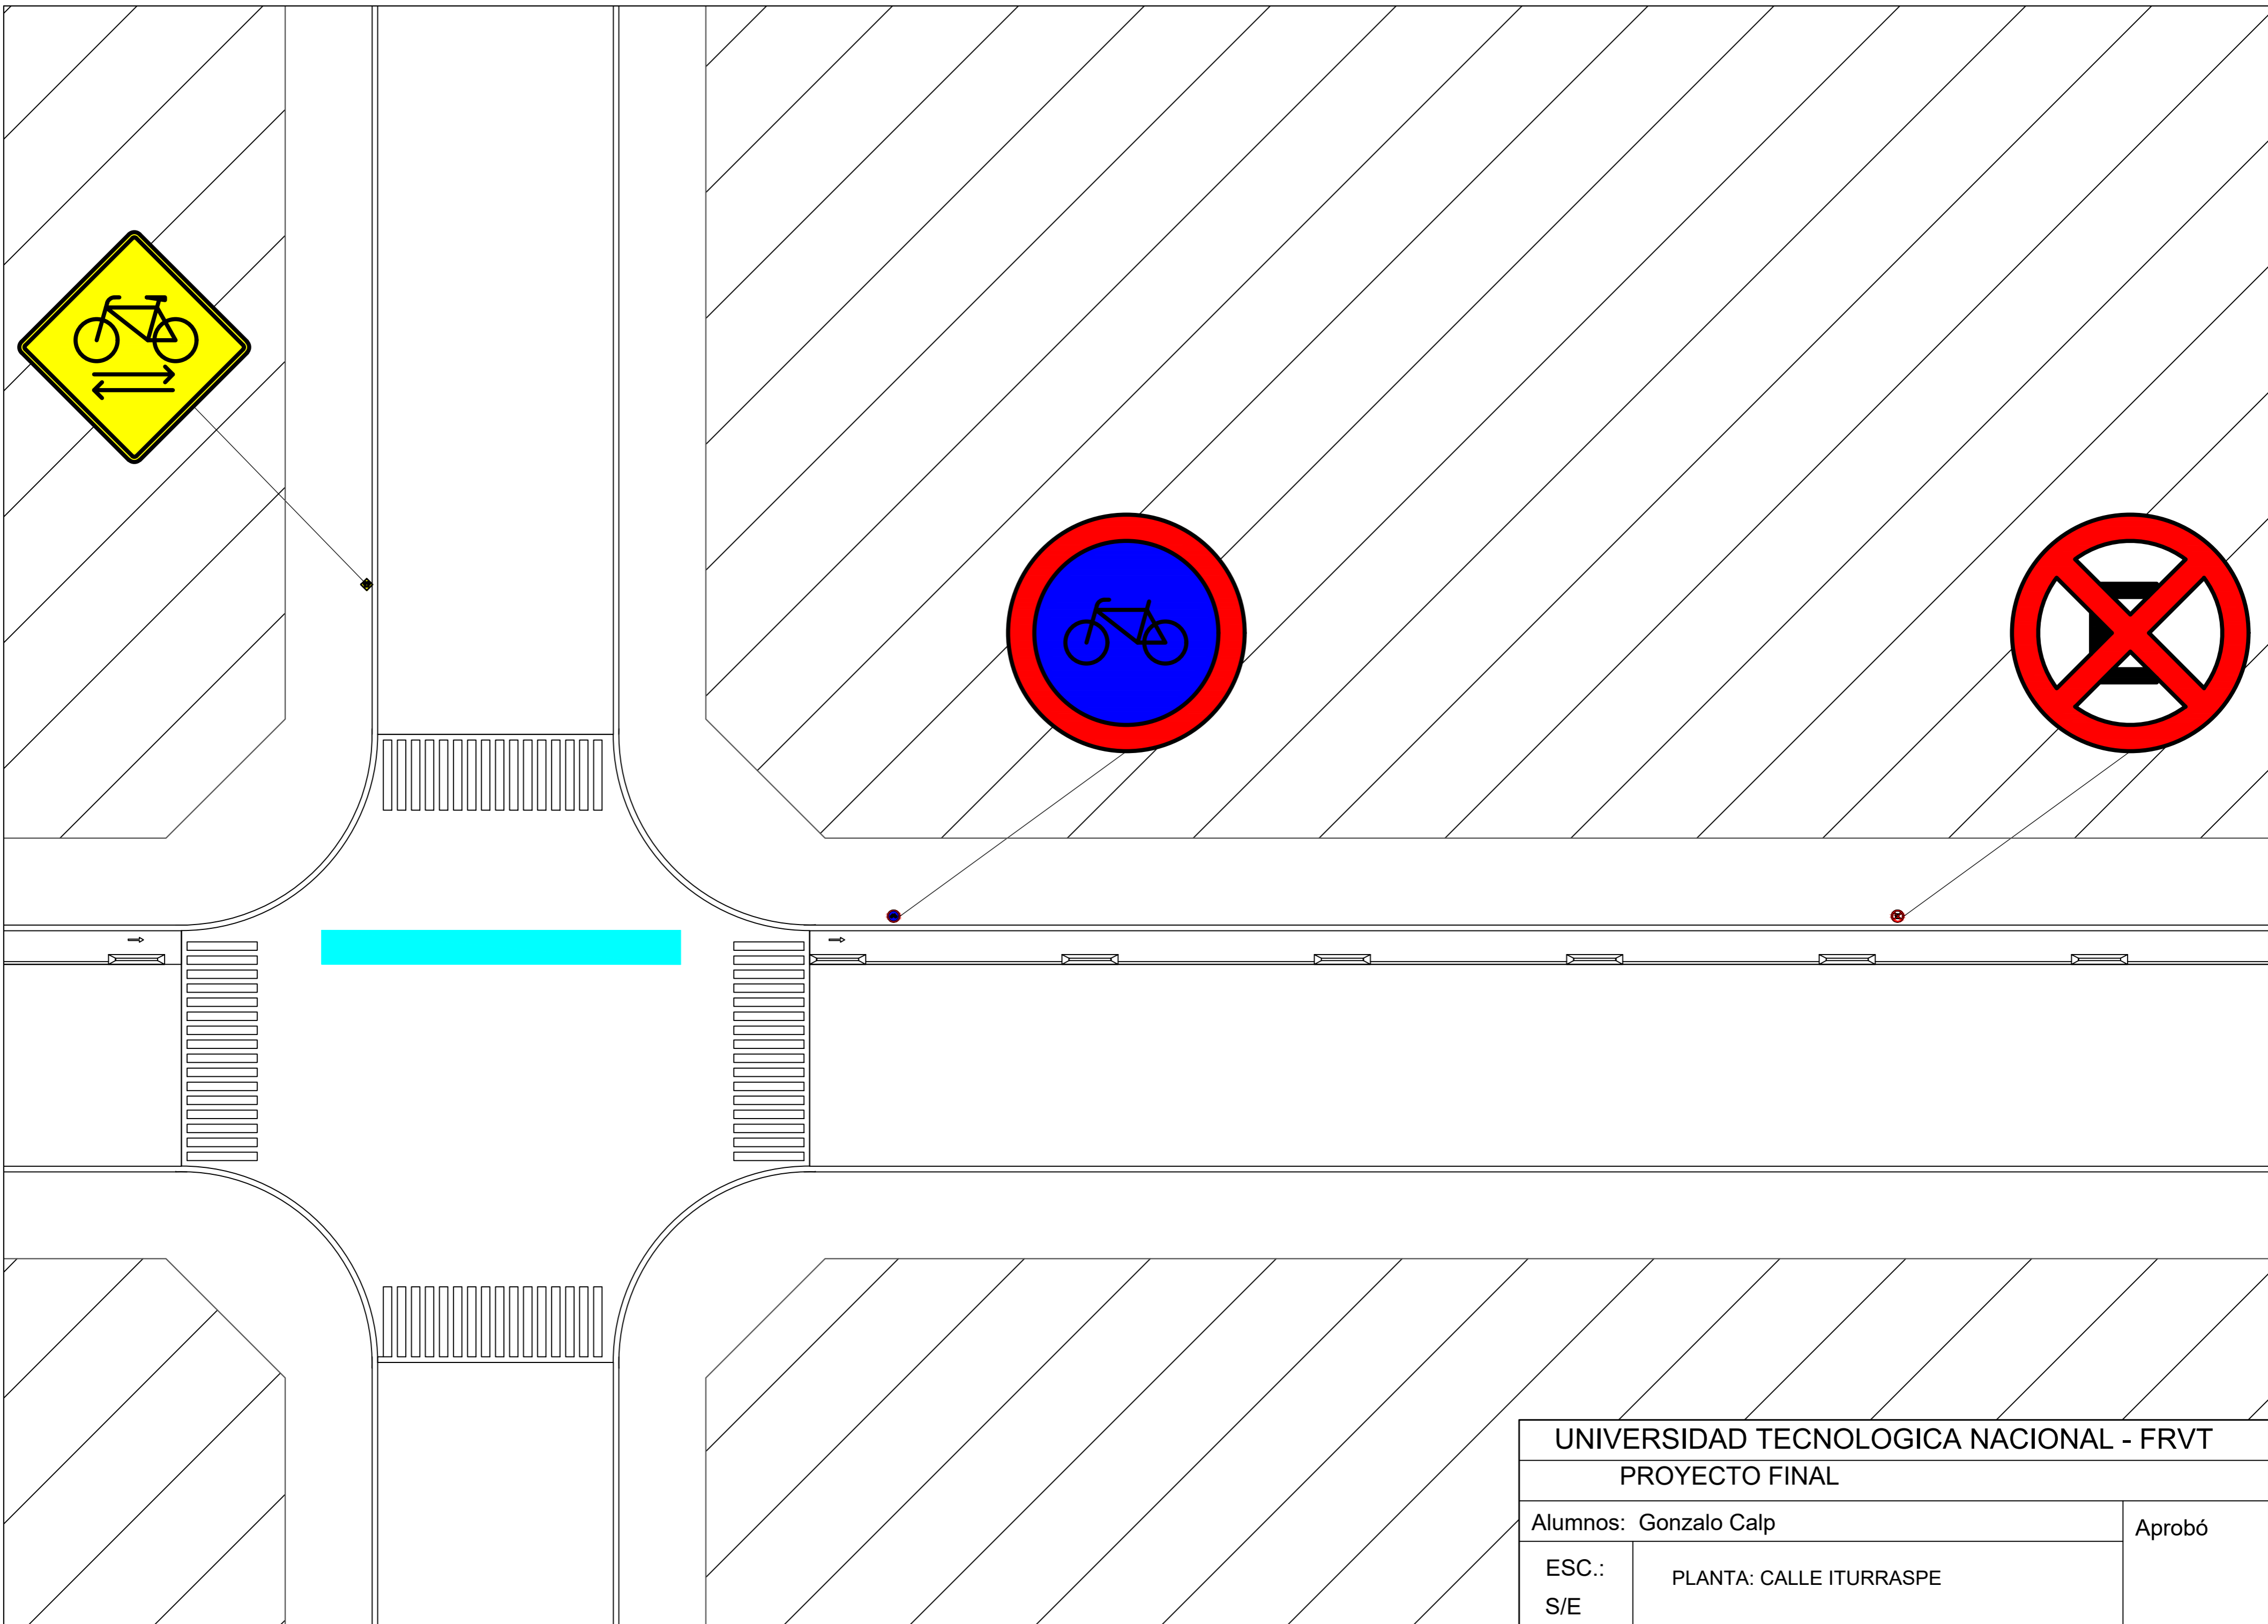 UNIVERSIDAD TECNOLOGICA NACIONAL - FRVT
PROYECTO FINAL
Alumnos: Gonzalo Calp
Aprobó
ESC.:
S/E
PLANTA: CALLE ITURRASPE